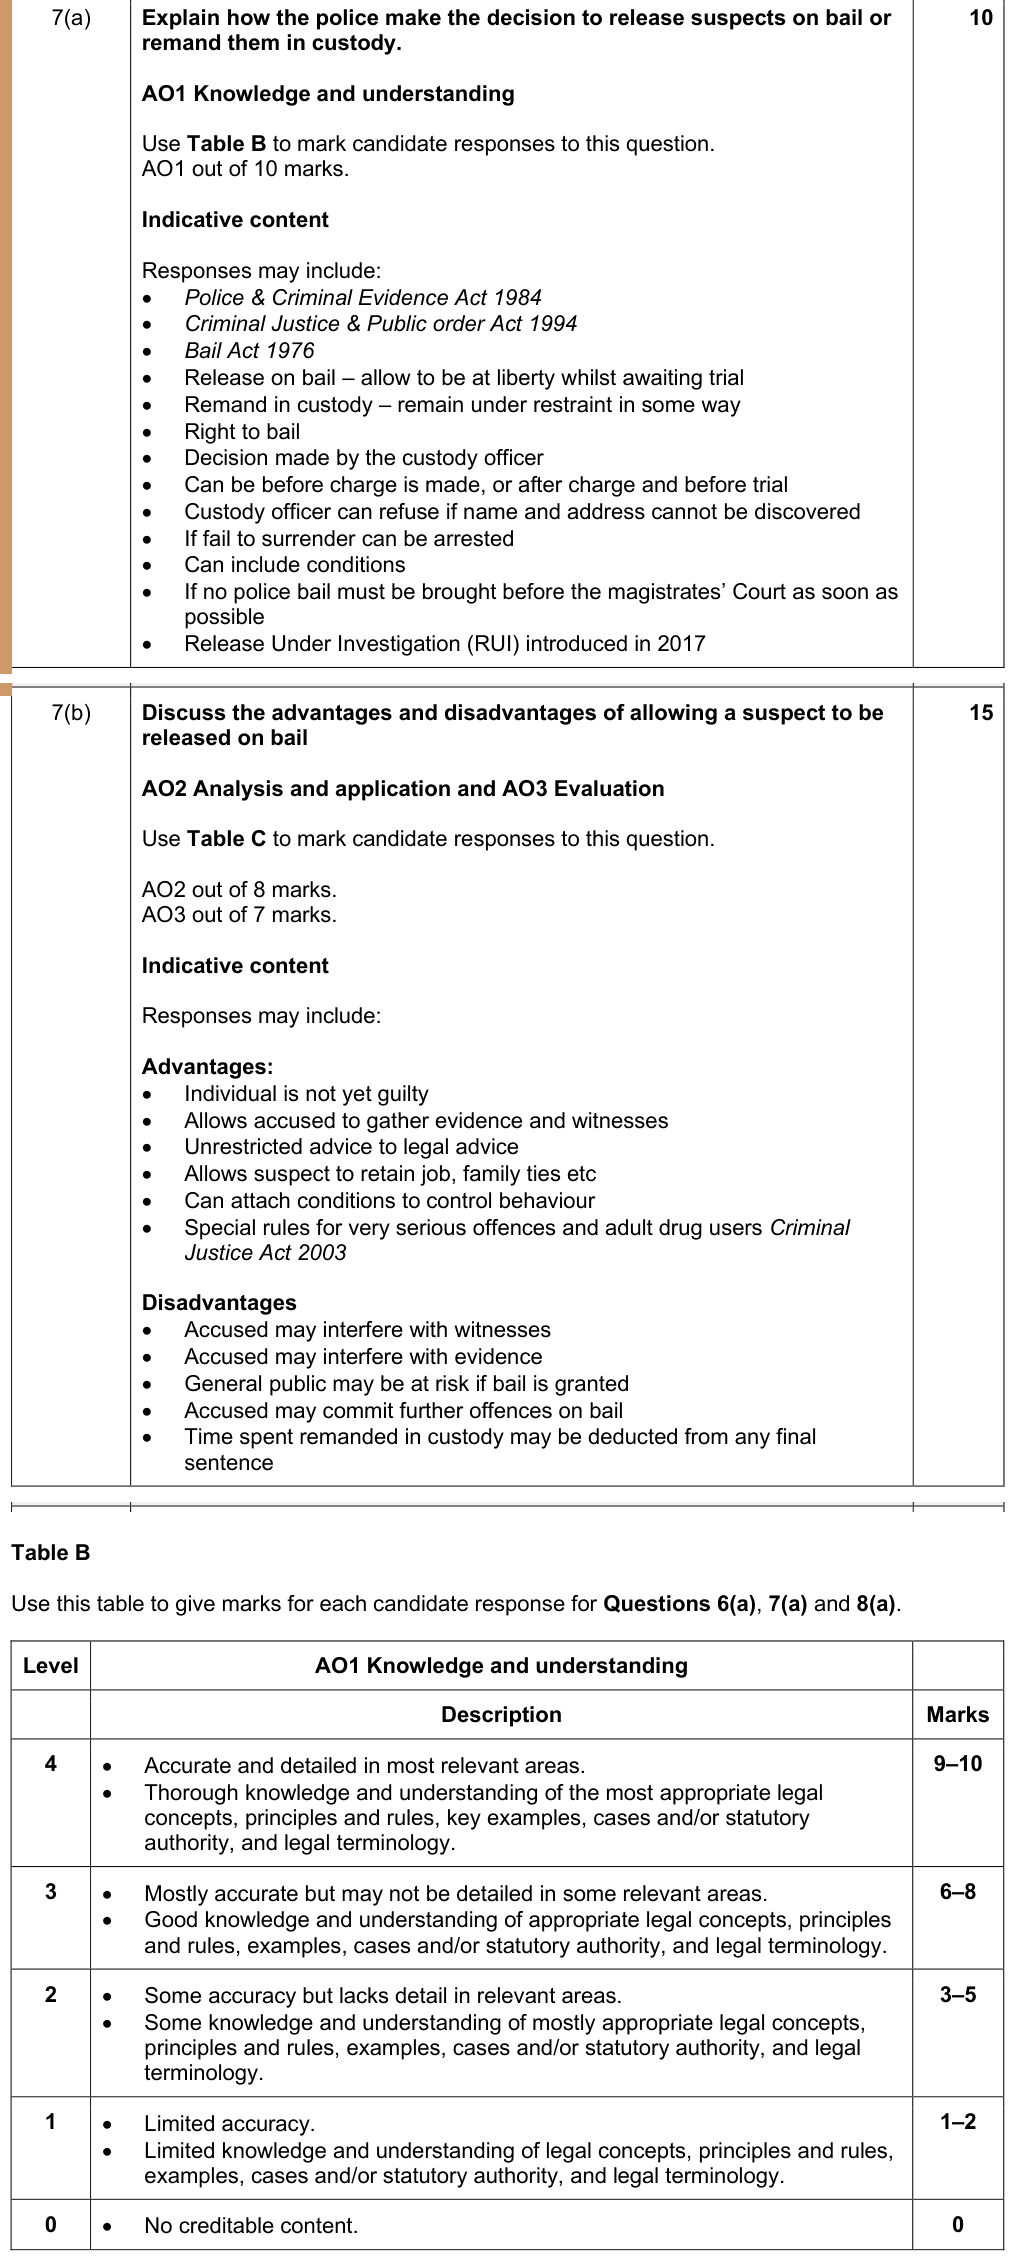 7(a) Explain how the police make the decision to release suspects on bail or 10
remand them in custody.
AO1 Knowledge and understanding
Use Table B to mark candidate responses to this question.
AO1 out of 10 marks.
Indicative content
Responses may include:
• Police & Criminal Evidence Act 1984
• Criminal Justice & Public order Act 1994
• Bail Act 1976
• Release on bail – allow to be at liberty whilst awaiting trial
• Remand in custody – remain under restraint in some way
• Right to bail
• Decision made by the custody officer
• Can be before charge is made, or after charge and before trial
• Custody officer can refuse if name and address cannot be discovered
• If fail to surrender can be arrested
• Can include conditions
• If no police bail must be brought before the magistrates’ Court as soon as
possible
• Release Under Investigation (RUI) introduced in 2017
7(b) Discuss the advantages and disadvantages of allowing a suspect to be 15
released on bail
AO2 Analysis and application and AO3 Evaluation
Use Table C to mark candidate responses to this question.
AO2 out of 8 marks.
AO3 out of 7 marks.
Indicative content
Responses may include:
Advantages:
• Individual is not yet guilty
• Allows accused to gather evidence and witnesses
• Unrestricted advice to legal advice
• Allows suspect to retain job, family ties etc
• Can attach conditions to control behaviour
• Special rules for very serious offences and adult drug users Criminal
Justice Act 2003
Disadvantages
• Accused may interfere with witnesses
• Accused may interfere with evidence
• General public may be at risk if bail is granted
• Accused may commit further offences on bail
• Time spent remanded in custody may be deducted from any final
sentence
Table B
Use this table to give marks for each candidate response for Questions 6(a), 7(a) and 8(a).
Level AO1 Knowledge and understanding
Description Marks
4 • Accurate and detailed in most relevant areas. 9–10
• Thorough knowledge and understanding of the most appropriate legal
concepts, principles and rules, key examples, cases and/or statutory
authority, and legal terminology.
3 • Mostly accurate but may not be detailed in some relevant areas. 6–8
• Good knowledge and understanding of appropriate legal concepts, principles
and rules, examples, cases and/or statutory authority, and legal terminology.
2 • Some accuracy but lacks detail in relevant areas. 3–5
• Some knowledge and understanding of mostly appropriate legal concepts,
principles and rules, examples, cases and/or statutory authority, and legal
terminology.
1 • Limited accuracy. 1–2
• Limited knowledge and understanding of legal concepts, principles and rules,
examples, cases and/or statutory authority, and legal terminology.
0 • No creditable content. 0